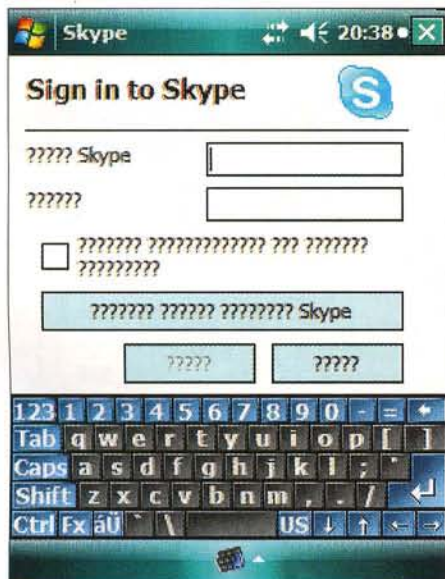 Skype
20:38
Sign in to Skype
S
????? Skype
??????
??????? ????????????? ??? ???????
?????????
??????? ?????? ???????? Skype
?????
?????
123 1 2 3 4 5 6 7 8 9 0 - =
Tab q w e r t y u i o p [ ]
Caps a s d f g h j k l ; '
Shift z x c v b n m , . /
Ctrl Fx áÜ ` \ US